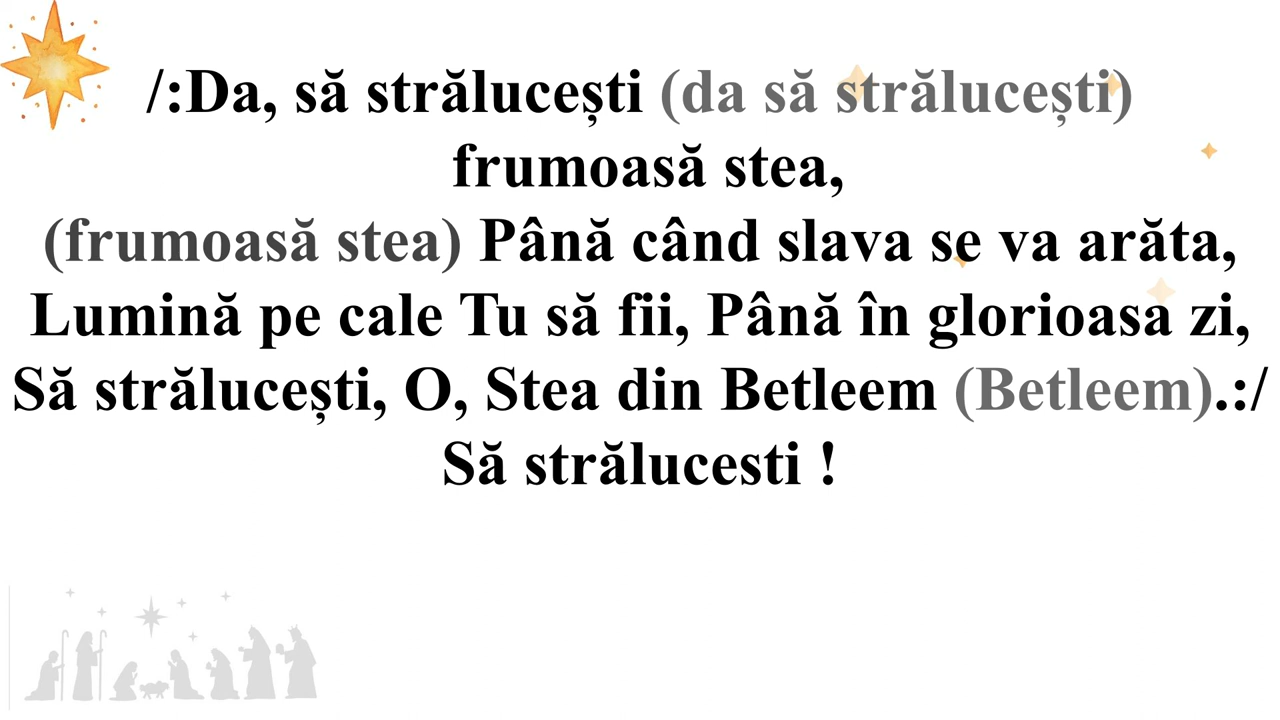 /:Da, să strălucești (da să strălucești)
frumoasă stea,
(frumoasă stea) Până când slava se va arăta,
Lumină pe cale Tu să fii, Până în glorioasa zi,
Să strălucești, O, Stea din Betleem (Betleem).:/
Să strălucesti !